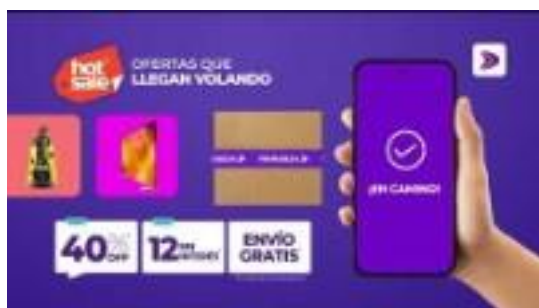 hot
sale
OFERTAS QUE
LLEGAN VOLANDO
¡EN CAMINO!
40% OFF
12
ENVÍO
GRATIS